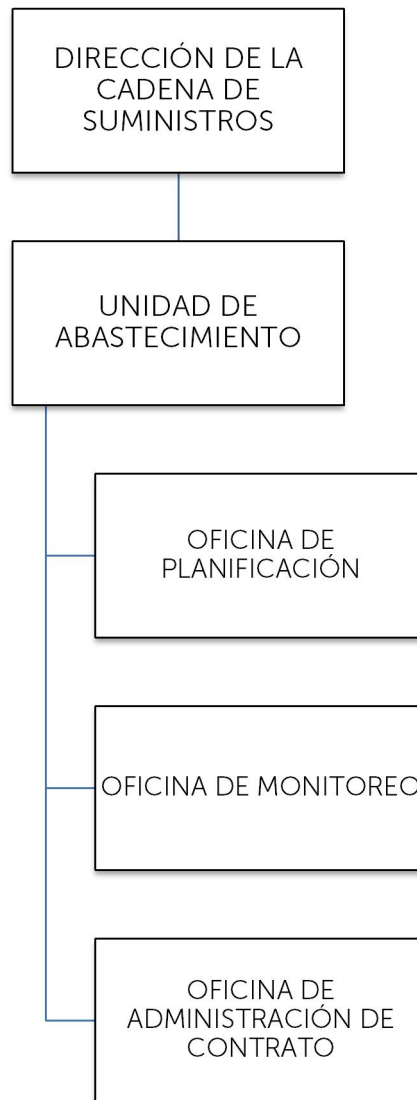 DIRECCIÓN DE LA
CADENA DE
SUMINISTROS
UNIDAD DE
ABASTECIMIENTO
OFICINA DE
PLANIFICACIÓN
OFICINA DE MONITOREO
OFICINA DE
ADMINISTRACIÓN DE
CONTRATO